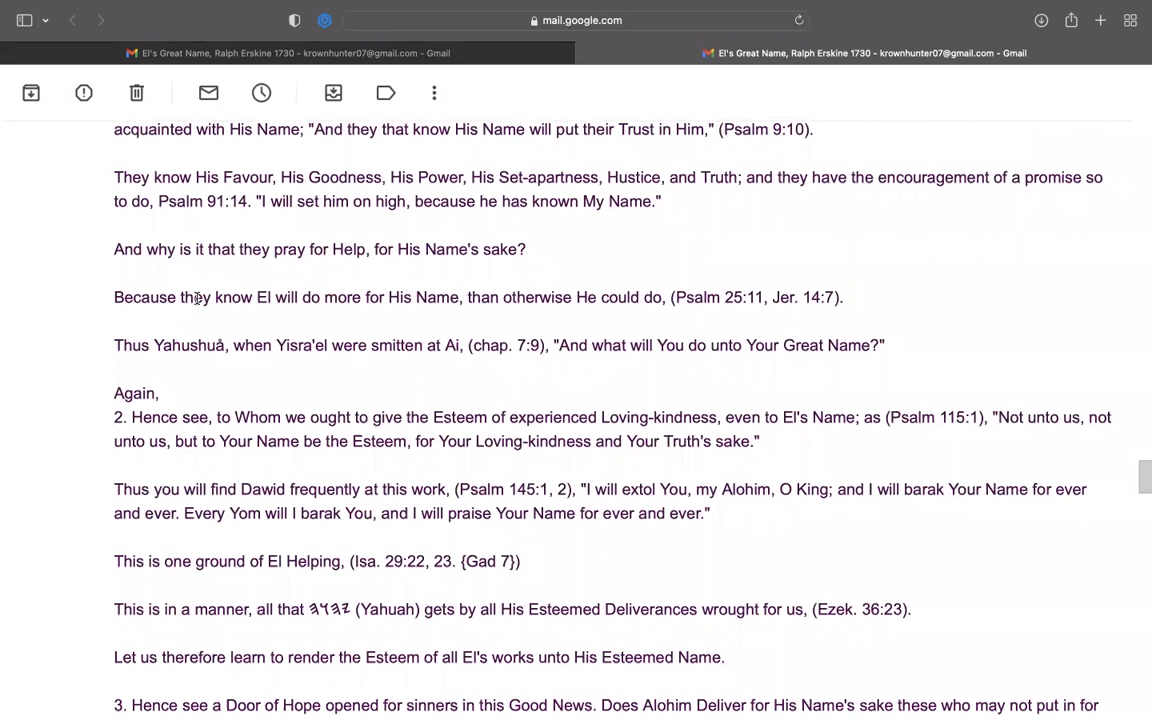 mail.google.com
El's Great Name, Ralph Erskine 1730 - krownhunter07@gmail.com - Gmail
El's Great Name, Ralph Erskine 1730 - krownhunter07@gmail.com - Gmail
acquainted with His Name; "And they that know His Name will put their Trust in Him," (Psalm 9:10).
They know His Favour, His Goodness, His Power, His Set-apartness, Hustice, and Truth; and they have the encouragement of a promise so
to do, Psalm 91:14. "I will set him on high, because he has known My Name."
And why is it that they pray for Help, for His Name's sake?
Because they know El will do more for His Name, than otherwise He could do, (Psalm 25:11, Jer. 14:7).
Thus Yahushuå, when Yisra'el were smitten at Ai, (chap. 7:9), "And what will You do unto Your Great Name?"
Again,
2. Hence see, to Whom we ought to give the Esteem of experienced Loving-kindness, even to El's Name; as (Psalm 115:1), "Not unto us, not
unto us, but to Your Name be the Esteem, for Your Loving-kindness and Your Truth's sake."
Thus you will find Dawid frequently at this work, (Psalm 145:1, 2), "I will extol You, my Alohim, O King; and I will barak Your Name for ever
and ever. Every Yom will I barak You, and I will praise Your Name for ever and ever."
This is one ground of El Helping, (Isa. 29:22, 23. {Gad 7})
This is in a manner, all that 𐤉𐤄𐤅𐤄 (Yahuah) gets by all His Esteemed Deliverances wrought for us, (Ezek. 36:23).
Let us therefore learn to render the Esteem of all El's works unto His Esteemed Name.
3. Hence see a Door of Hope opened for sinners in this Good News. Does Alohim Deliver for His Name's sake these who may not put in for